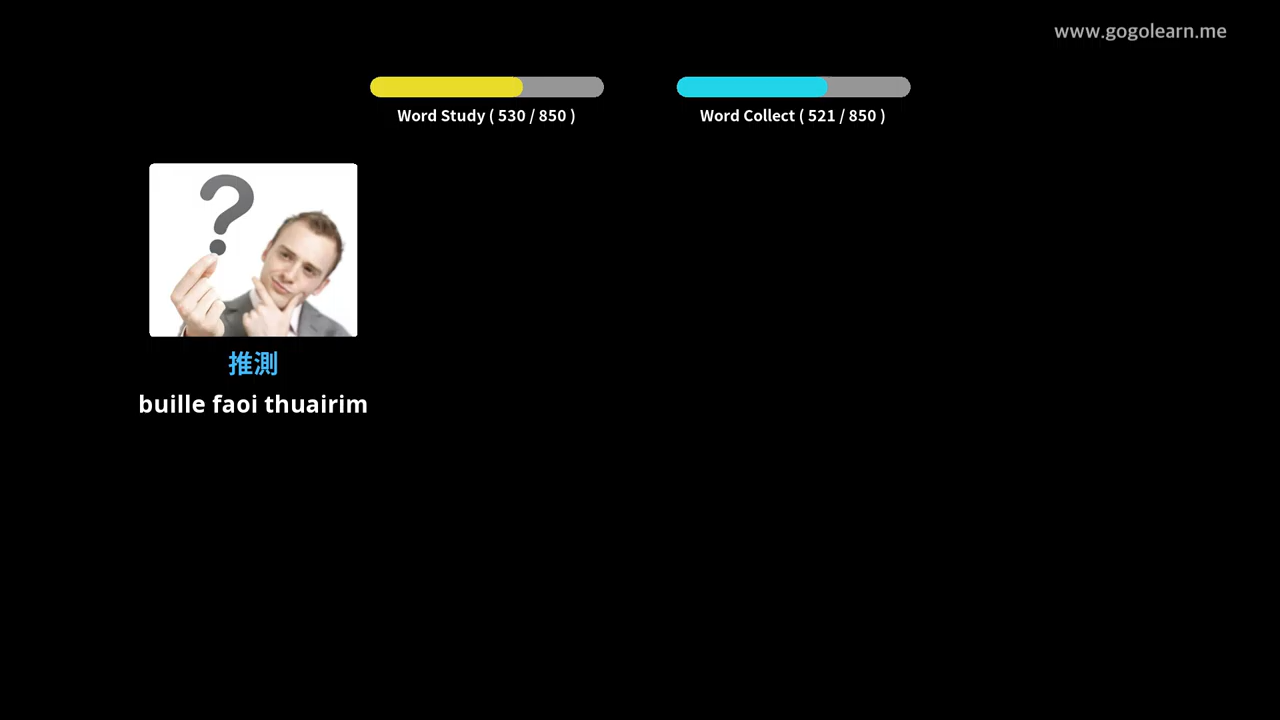 www.gogolearn.me
Word Study ( 530 / 850 )
Word Collect ( 521 / 850 )
?
推測
buille faoi thuairim